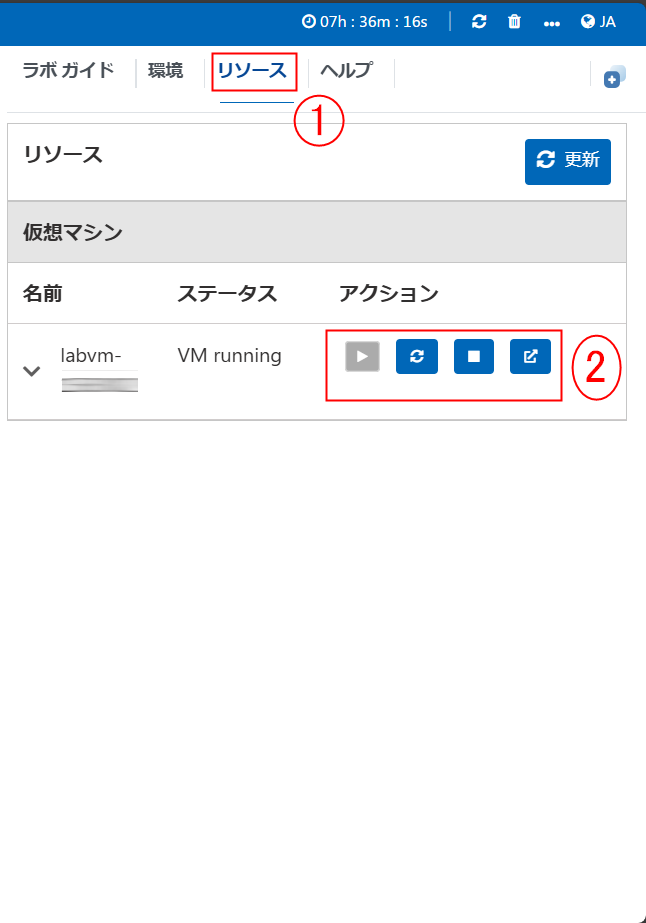 07h : 36m : 16s JA
ラボ ガイド 環境 リソース ヘルプ
1
リソース 更新
仮想マシン
名前 ステータス アクション
labvm- VM running
2